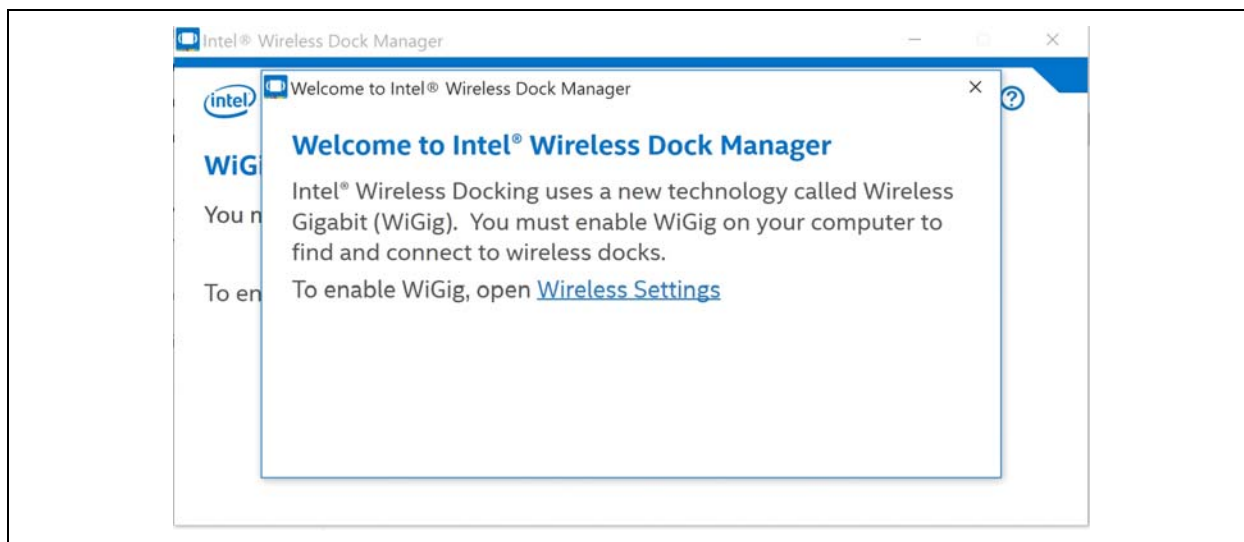 Intel® Wireless Dock Manager
intel
Welcome to Intel® Wireless Dock Manager
Welcome to Intel® Wireless Dock Manager
WiGi
Intel® Wireless Docking uses a new technology called Wireless
You n
Gigabit (WiGig). You must enable WiGig on your computer to
find and connect to wireless docks.
To en
To enable WiGig, open Wireless Settings